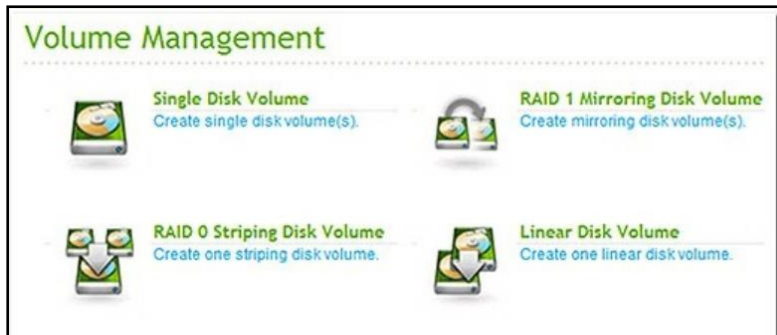 Volume Management
Single Disk Volume
Create single disk volume(s).
RAID 1 Mirroring Disk Volume
Create mirroring disk volume(s).
RAID 0 Striping Disk Volume
Create one striping disk volume.
Linear Disk Volume
Create one linear disk volume.